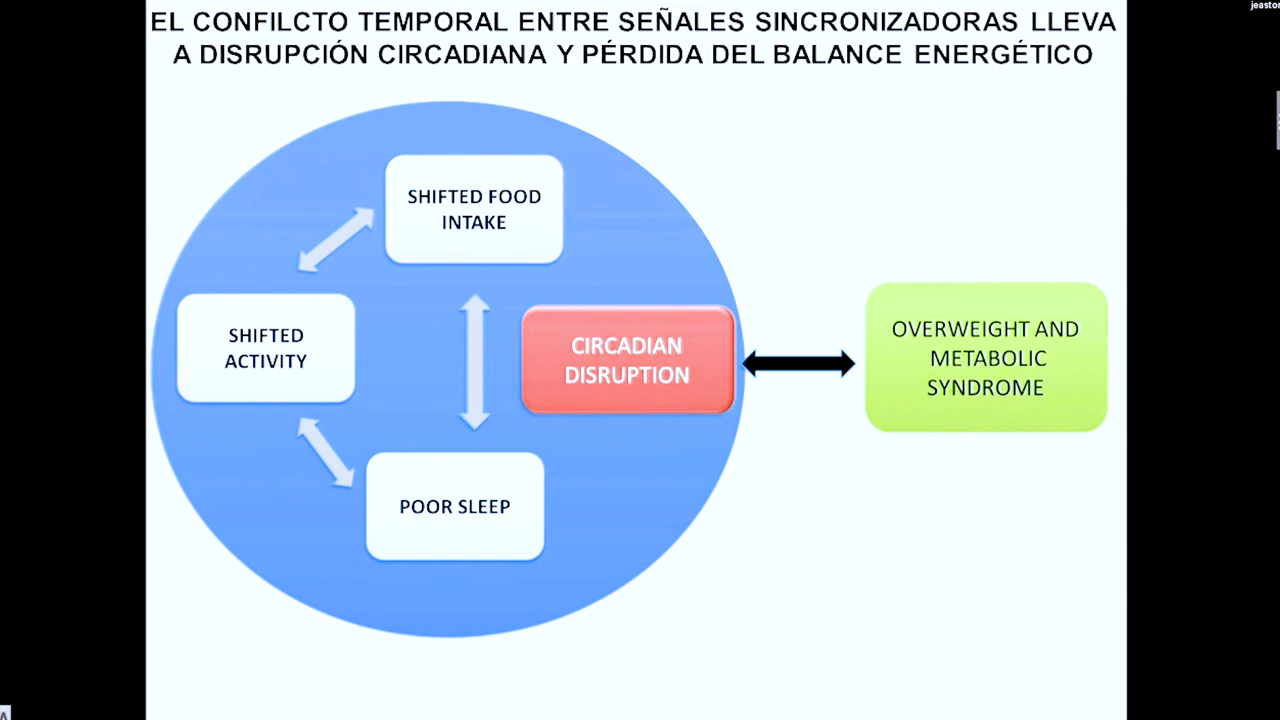 EL CONFILCTO TEMPORAL ENTRE SEÑALES SINCRONIZADORAS LLEVA
A DISRUPCIÓN CIRCADIANA Y PÉRDIDA DEL BALANCE ENERGÉTICO
SHIFTED FOOD
INTAKE
SHIFTED
ACTIVITY
CIRCADIAN
DISRUPTION
OVERWEIGHT AND
METABOLIC
SYNDROME
POOR SLEEP